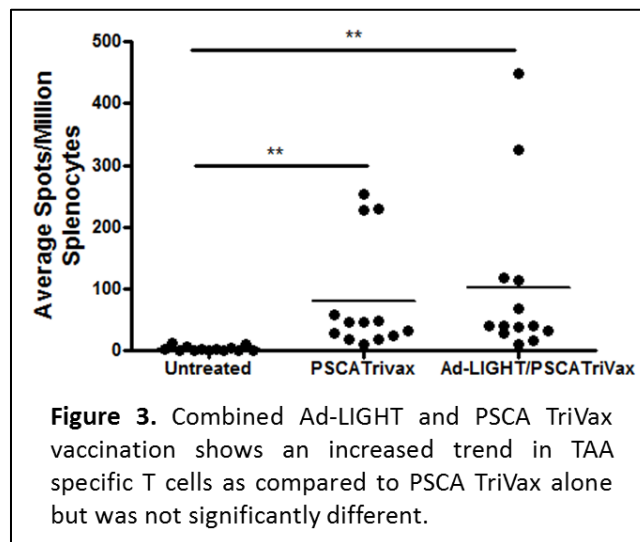 500
**
400
**
300
200
100
0
Average Spots/Million
Splenocytes
Untreated PSCATrivax Ad-LIGHT/PSCATriVax
Figure 3. Combined Ad-LIGHT and PSCA TriVax
vaccination shows an increased trend in TAA
specific T cells as compared to PSCA TriVax alone
but was not significantly different.